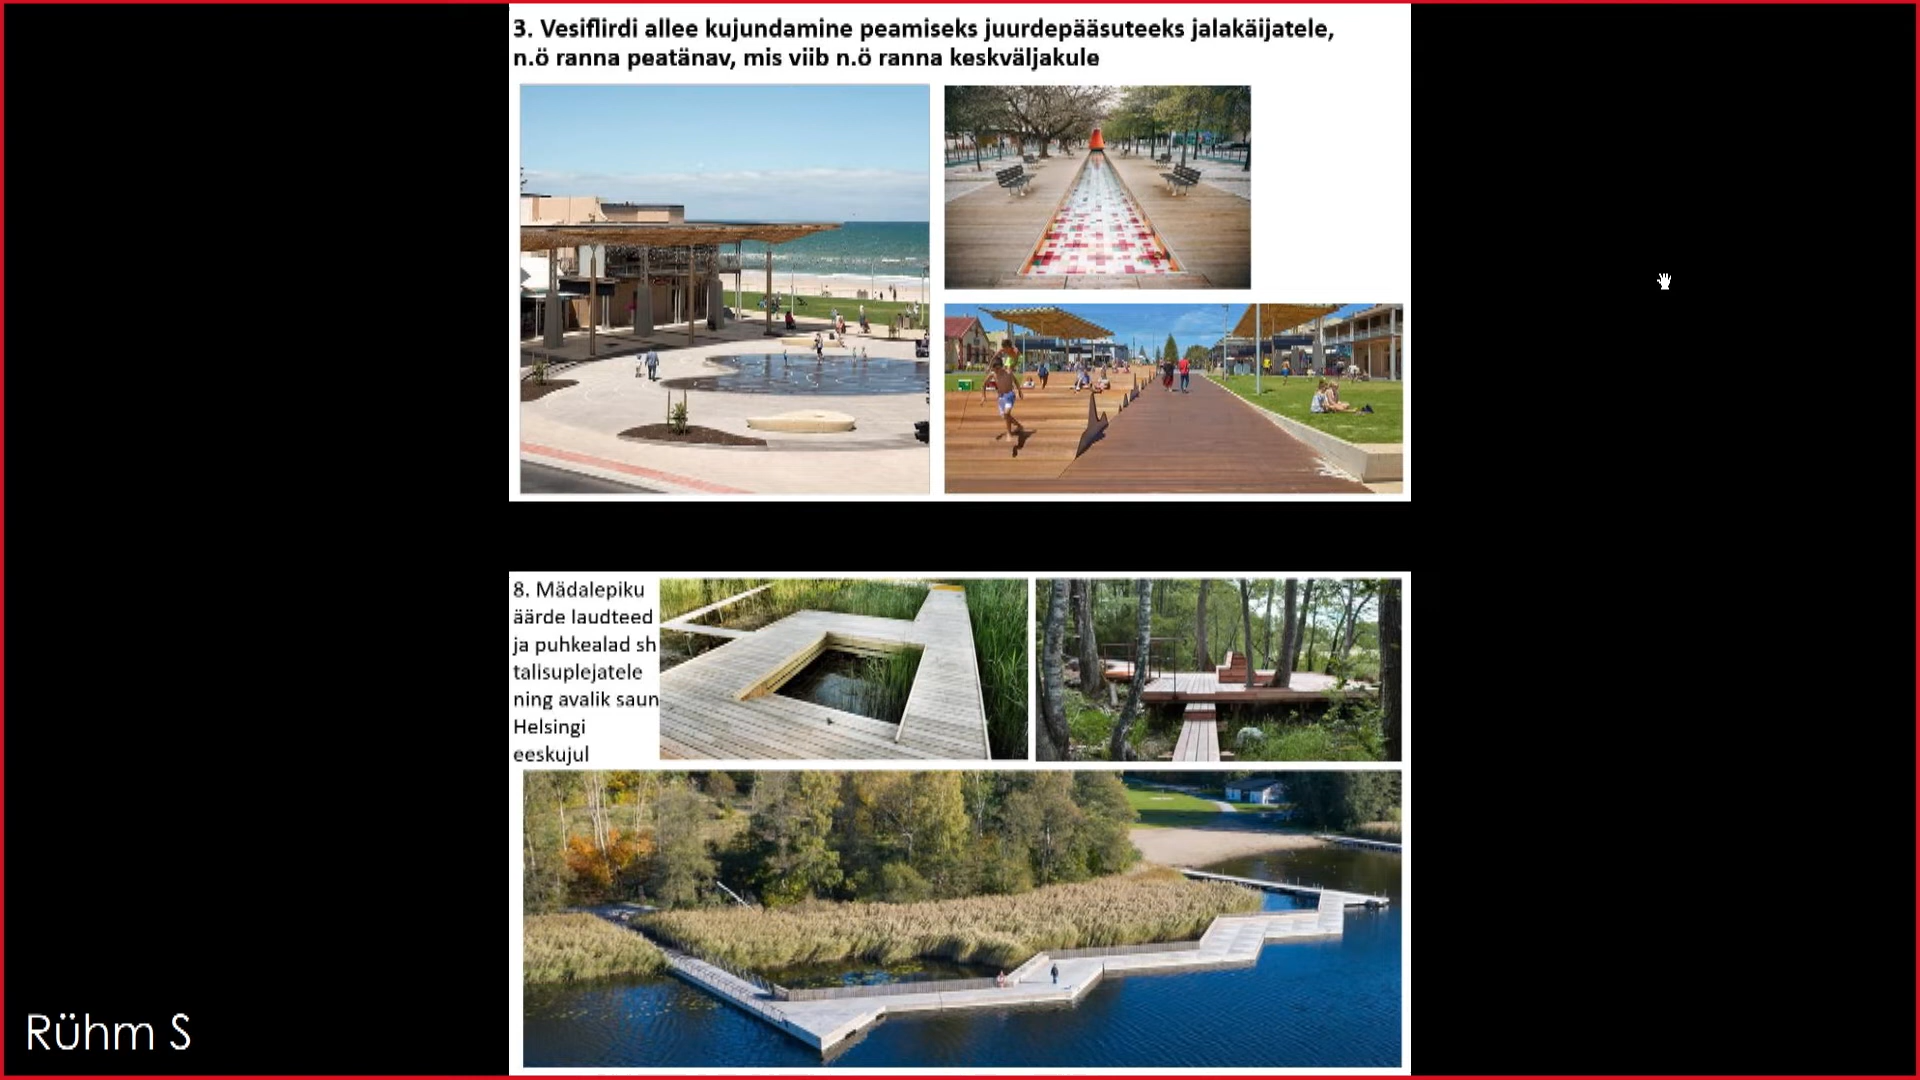 3. Vesiflirdi allee kujundamine peamiseks juurdepääsuteeks jalakäijatele,
n.ö ranna peatänav, mis viib n.ö ranna keskväljakule
8. Mädalepiku
äärde laudteed
ja puhkealad sh
talisuplejatele
ning avalik saun
Helsingi
eeskujul
Rühm S